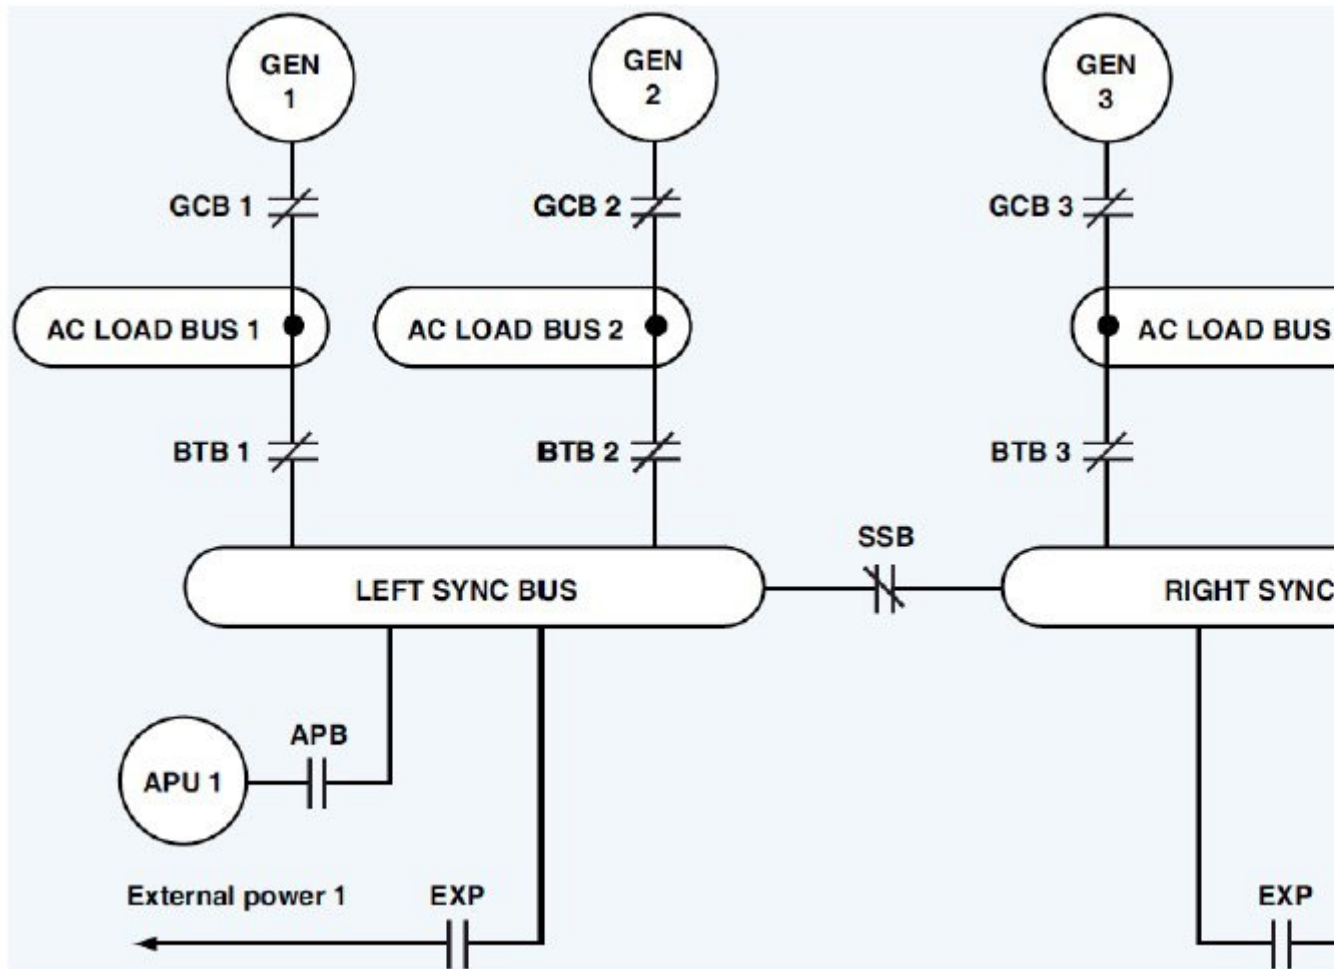 GEN
1
GEN
2
GEN
3
GCB 1
GCB 2
GCB 3
AC LOAD BUS 1
AC LOAD BUS 2
AC LOAD BUS
BTB 1
BTB 2
BTB 3
SSB
LEFT SYNC BUS
RIGHT SYNC
APB
APU 1
External power 1
EXP
EXP